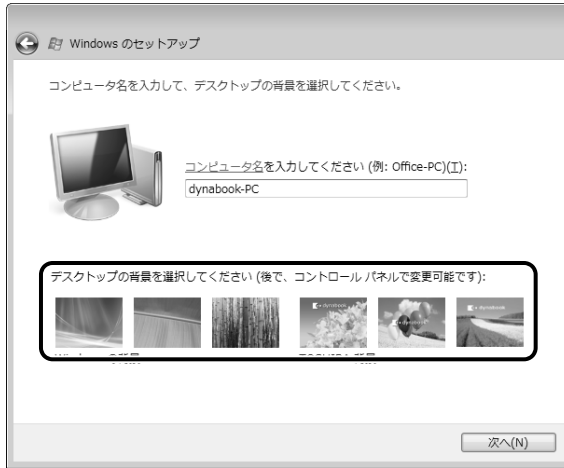 Windows のセットアップ
コンピュータ名を入力して、デスクトップの背景を選択してください。
コンピュータ名を入力してください (例: Office-PC)(T):
dynabook-PC
デスクトップの背景を選択してください (後で、コントロール パネルで変更可能です):
dynabook
dynabook
dynabook
次へ(N)